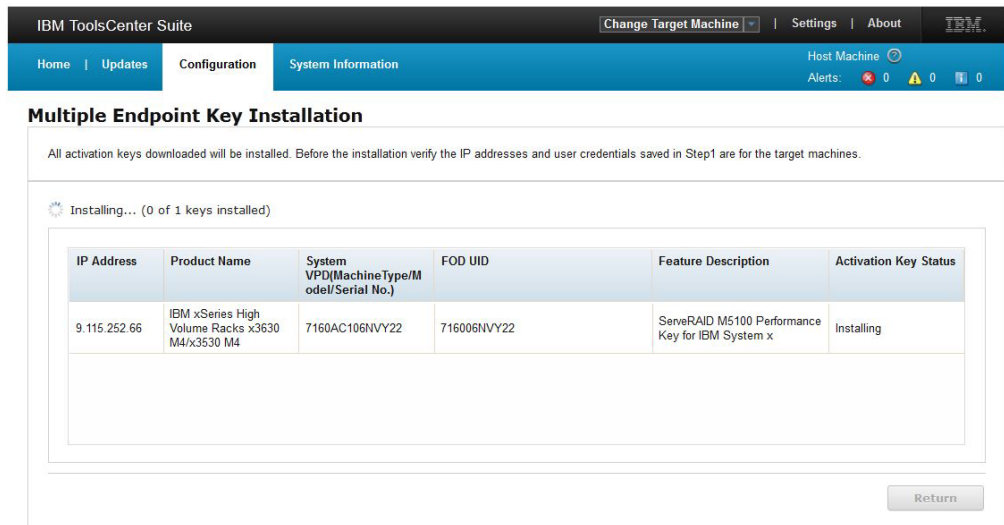 IBM ToolsCenter Suite
Change Target Machine | Settings | About IBM.
Home | Updates Configuration System Information
Host Machine ?
Alerts: 0 0 0
Multiple Endpoint Key Installation
All activation keys downloaded will be installed. Before the installation verify the IP addresses and user credentials saved in Step1 are for the target machines.
Installing... (0 of 1 keys installed)
IP Address Product Name System FOD UID Feature Description Activation Key Status
VPD(MachineType/M
odel/Serial No.)
IBM xSeries High
Volume Racks x3630
M4/x3530 M4
9.115.252.66 7160AC106NVY22 716006NVY22 Installing
ServeRAID M5100 Performance
Key for IBM System x
Return